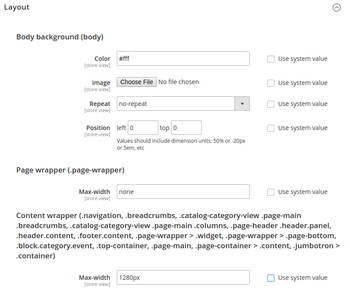 Layout
Body background (body)
Color
[store view]
#fff
Use system value
Image
[store view]
Choose File No file chosen
Use system value
Repeat
[store view]
no-repeat
Use system value
Position
[store view]
left 0 top 0
Use system value
Values should include dimension units: 50% or -20px
or 5em, etc
Page wrapper (.page-wrapper)
Max-width
[store view]
none
Use system value
Content wrapper (.navigation, .breadcrumbs, .catalog-category-view .page-main
.breadcrumbs, .catalog-category-view .page-main .columns, .page-header .header.panel,
.header.content, .footer.content, .page-wrapper > .widget, .page-wrapper > .page-bottom,
.block.category.event, .top-container, .page-main, .page-container > .content, .jumbotron >
.container)
Max-width
[store view]
1280px
Use system value